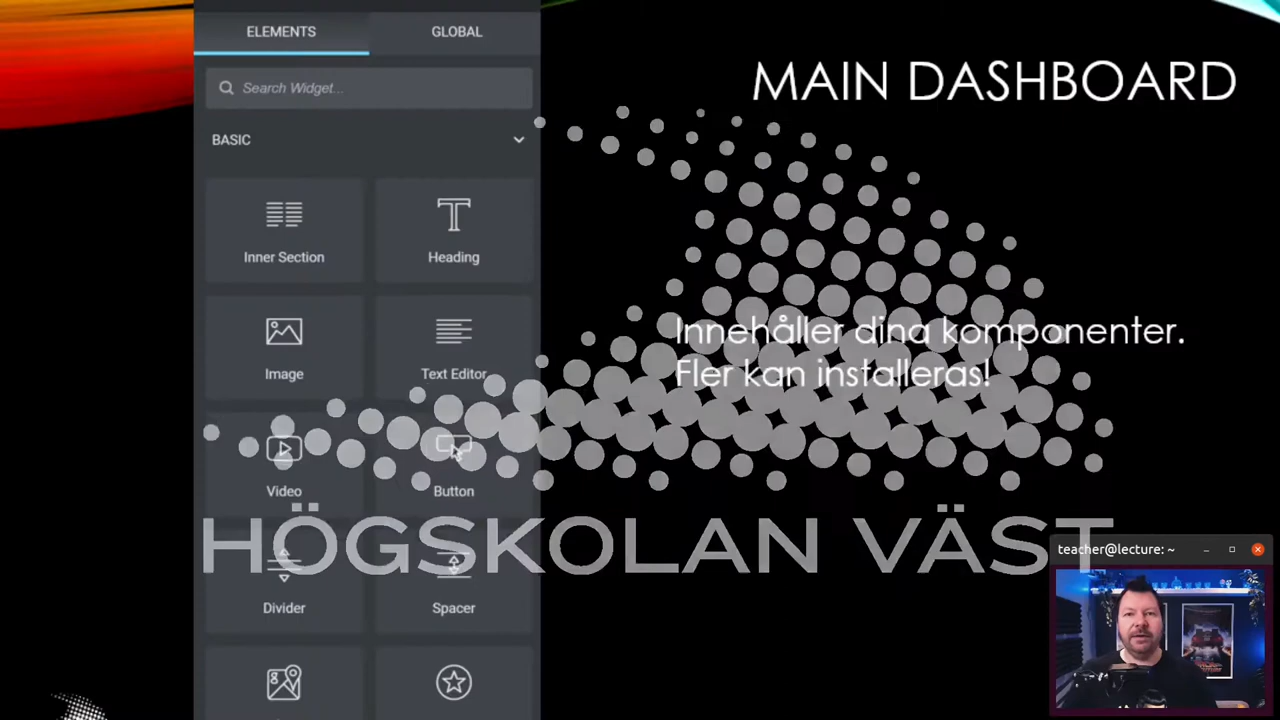 ELEMENTS
GLOBAL
MAIN DASHBOARD
Search Widget...
BASIC
Inner Section
Heading
Innehåller dina komponenter.
Fler kan installeras!
Image
Text Editor
Video
Button
HÖGSKOLAN VÄST
teacher@lecture: ~
Divider
Spacer